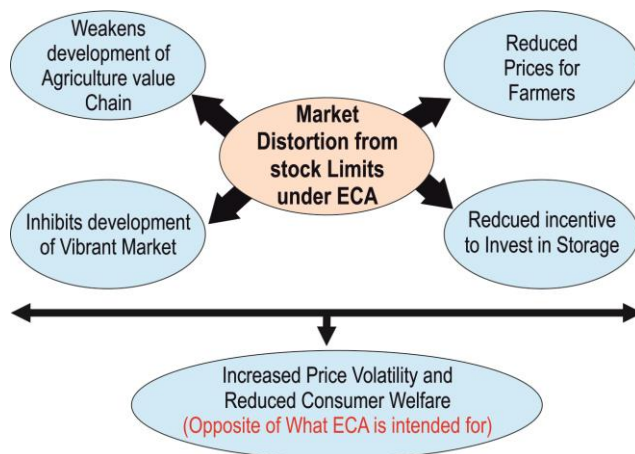 Weakens
development of
Agriculture value
Chain
Reduced
Prices for
Farmers
Market
Distortion from
stock Limits
under ECA
Inhibits development
of Vibrant Market
Redcued incentive
to Invest in Storage
Increased Price Volatility and
Reduced Consumer Welfare
(Opposite of What ECA is intended for)